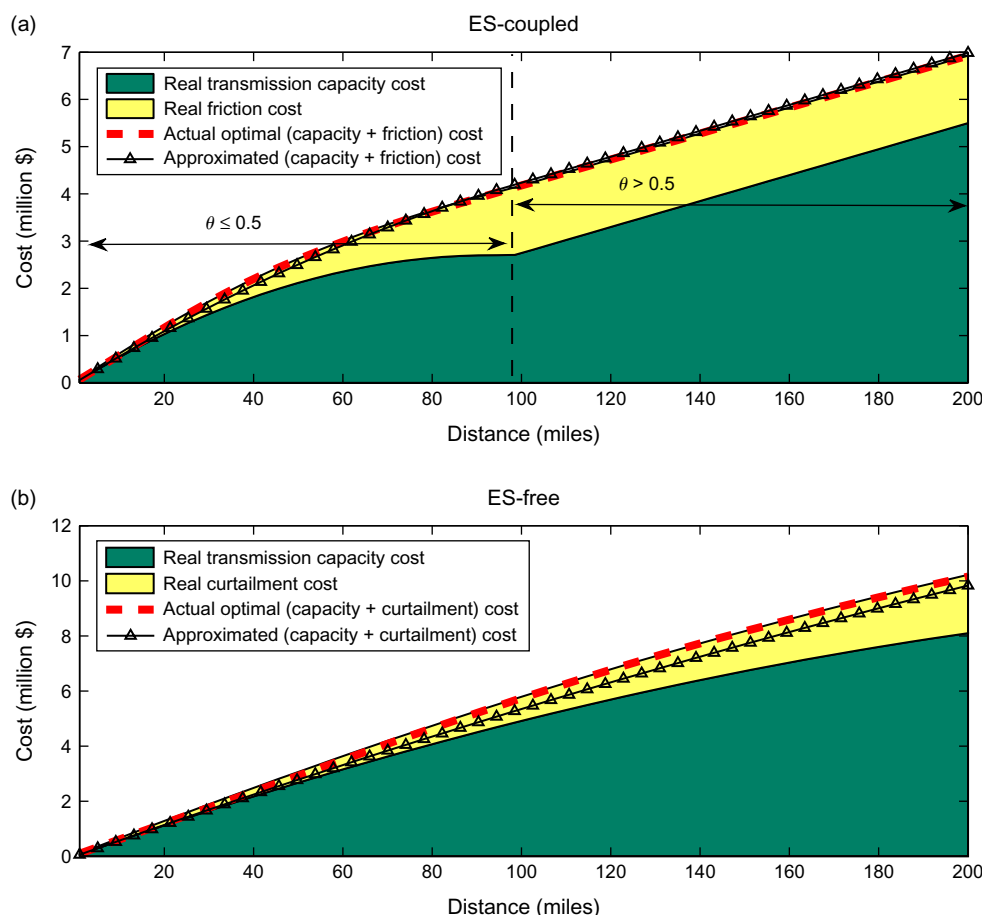 (a)
ES-coupled
7
6
5
4
3
2
1
0
Cost (million $)
Real transmission capacity cost
Real friction cost
Actual optimal (capacity + friction) cost
Approximated (capacity + friction) cost
θ ≤ 0.5
θ > 0.5
20 40 60 80 100 120 140 160 180 200
Distance (miles)
(b)
ES-free
12
10
8
6
4
2
0
Cost (million $)
Real transmission capacity cost
Real curtailment cost
Actual optimal (capacity + curtailment) cost
Approximated (capacity + curtailment) cost
20 40 60 80 100 120 140 160 180 200
Distance (miles)